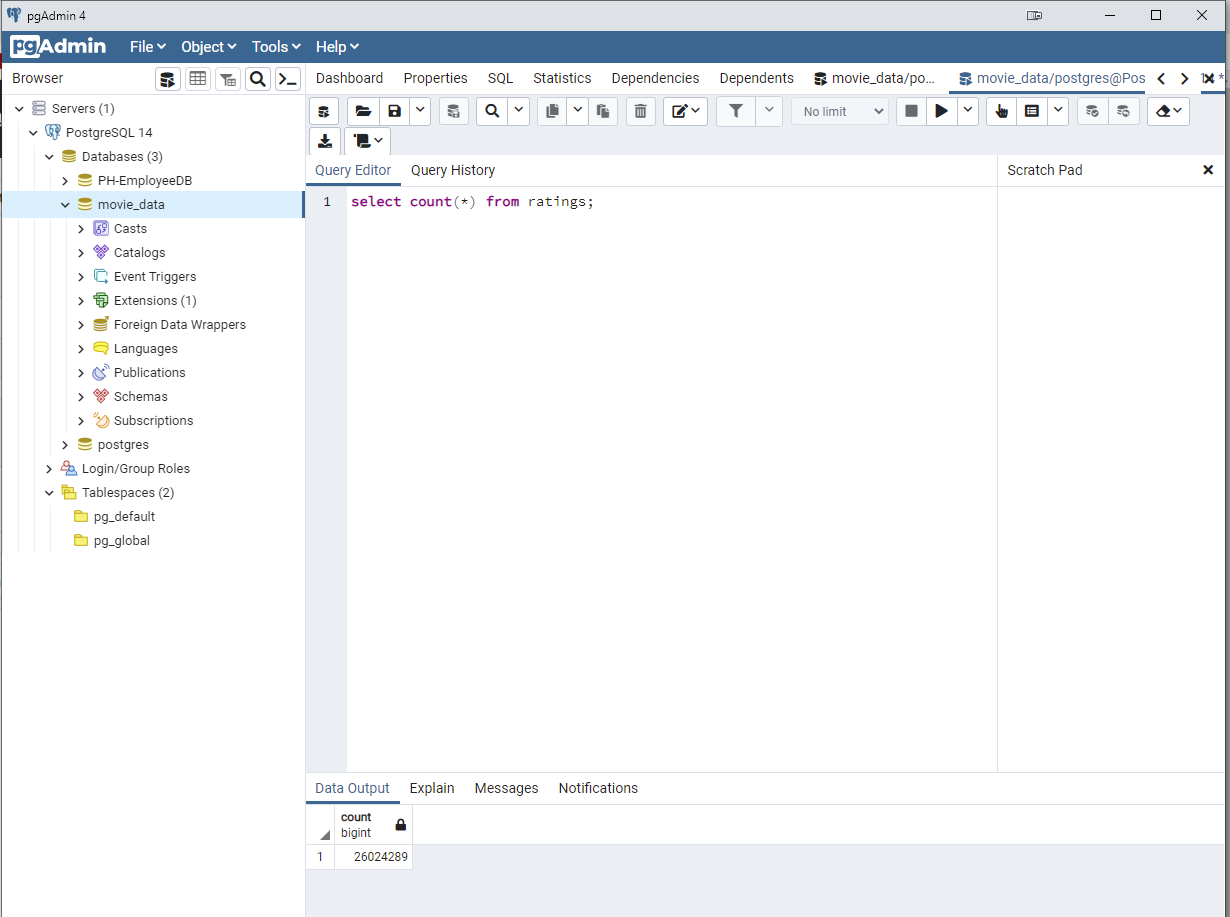 pgAdmin 4
pgAdmin File Object Tools Help
Browser
Dashboard Properties SQL Statistics Dependencies Dependents movie_data/po... movie_data/postgres@Pos
Servers (1)
PostgreSQL 14
Databases (3)
PH-EmployeeDB
movie_data
Casts
Catalogs
Event Triggers
Extensions (1)
Foreign Data Wrappers
Languages
Publications
Schemas
Subscriptions
postgres
Login/Group Roles
Tablespaces (2)
pg_default
pg_global
No limit
Query Editor Query History
Scratch Pad
1 select count(*) from ratings;
Data Output Explain Messages Notifications
count
bigint
1 26024289